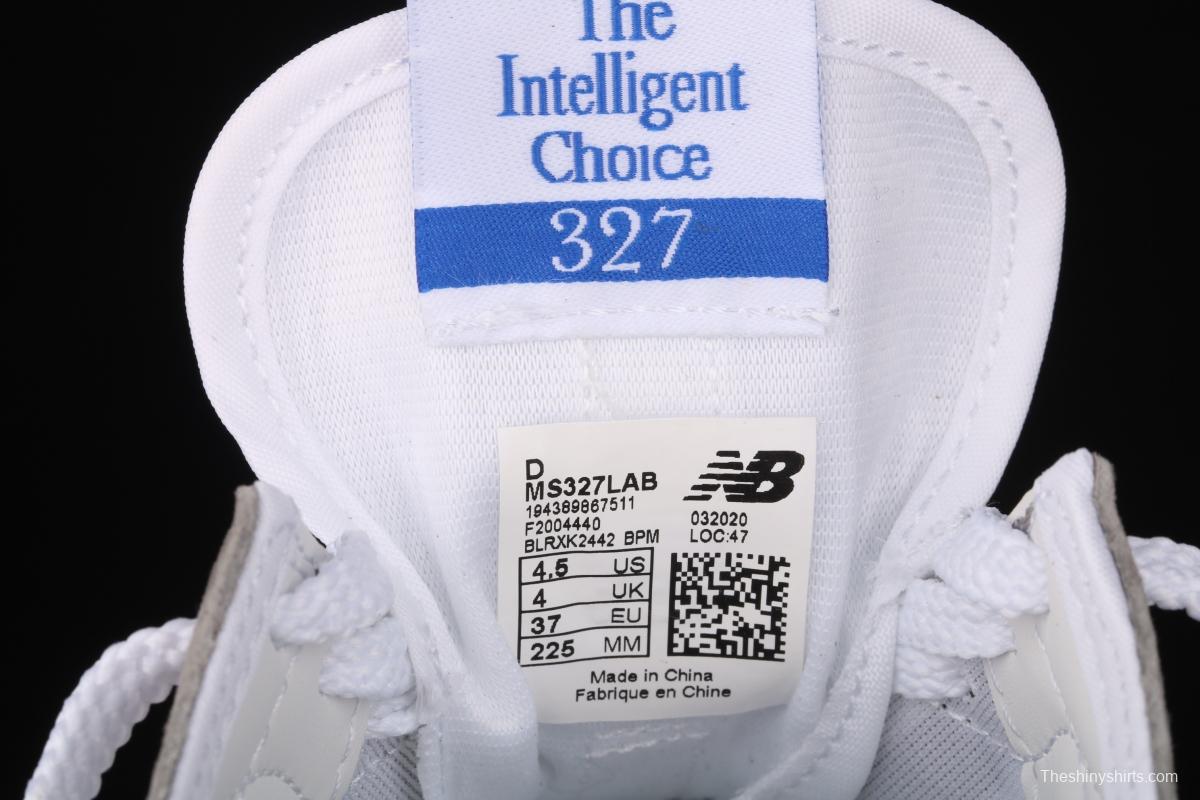 The
Intelligent
Choice
327
D
MS327LAB
194389867511
F2004440
BLRXK2442 BPM
NB
032020
LOC:47
4.5 US
4 UK
37 EU
225 MM
Made in China
Fabrique en Chine
Theshinyshirts.com